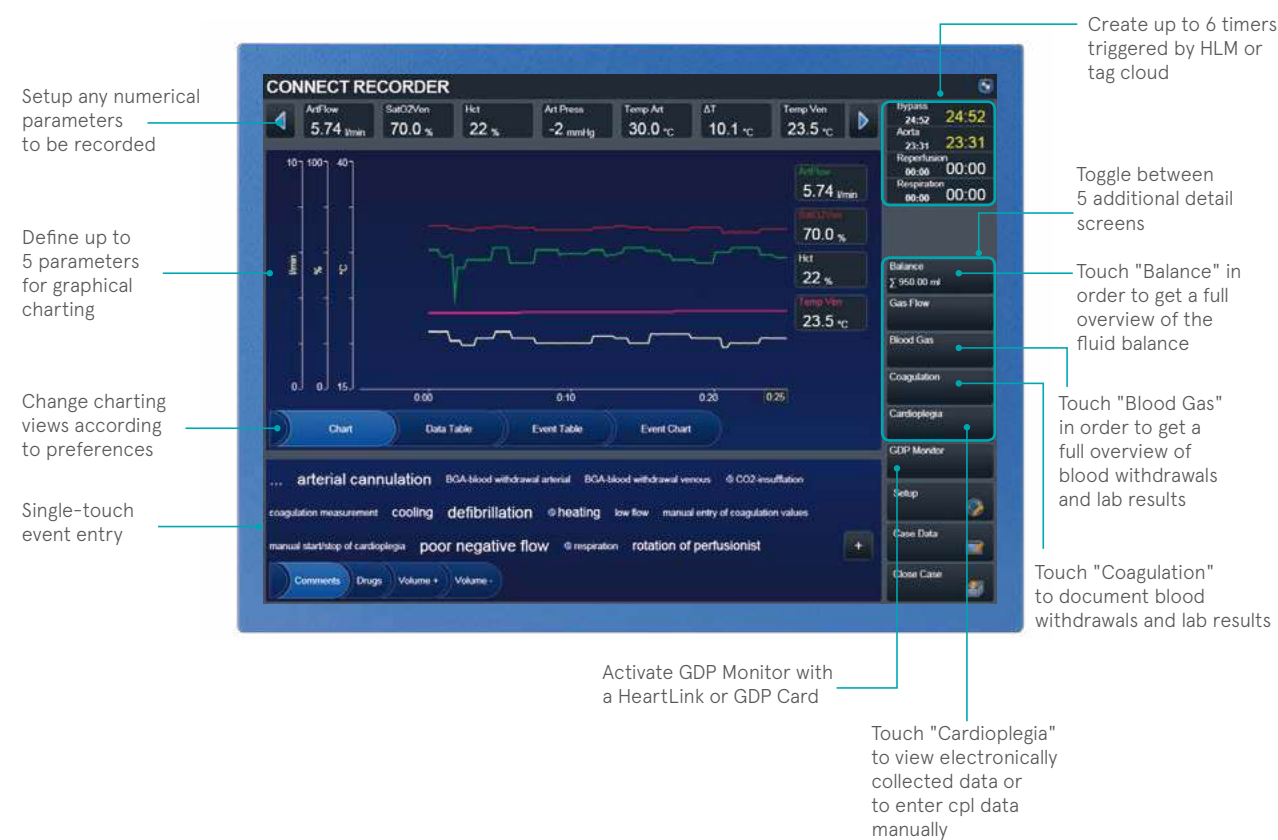 Create up to 6 timers
triggered by HLM or
tag cloud
Setup any numerical
parameters
to be recorded
Define up to
5 parameters
for graphical
charting
Change charting
views according
to preferences
Single-touch
event entry
CONNECT RECORDER
ArtFlow SatO2Ven Hct Art Press Temp Art ΔT Temp Ven
5.74 l/min 70.0 % 22 % -2 mmHg 30.0 °C 10.1 °C 23.5 °C
Bypass
24:52 24:52
Aorta
23:31 23:31
Reperfusion
00:00 00:00
Respiration
00:00 00:00
10 100 40
l/min % °C
0 0 15
0:00 0:10 0:20 0:25
ArtFlow
5.74 l/min
SatO2Ven
70.0 %
Hct
22 %
Temp Ven
23.5 °C
Chart Data Table Event Table Event Chart
... arterial cannulation BGA-blood withdrawal arterial BGA-blood withdrawal venous CO2-insufflation
coagulation measurement cooling defibrillation heating low flow manual entry of coagulation values
manual start/stop of cardioplegia poor negative flow respiration rotation of perfusionist +
Comments Drugs Volume + Volume -
Balance
∑ 950.00 ml
Gas Flow
Blood Gas
Coagulation
Cardioplegia
GDP Monitor
Setup
Case Data
Close Case
Toggle between
5 additional detail
screens
Touch "Balance" in
order to get a full
overview of the
fluid balance
Touch "Blood Gas"
in order to get a
full overview of
blood withdrawals
and lab results
Touch "Coagulation"
to document blood
withdrawals and lab results
Activate GDP Monitor with
a HeartLink or GDP Card
Touch "Cardioplegia"
to view electronically
collected data or
to enter cpl data
manually